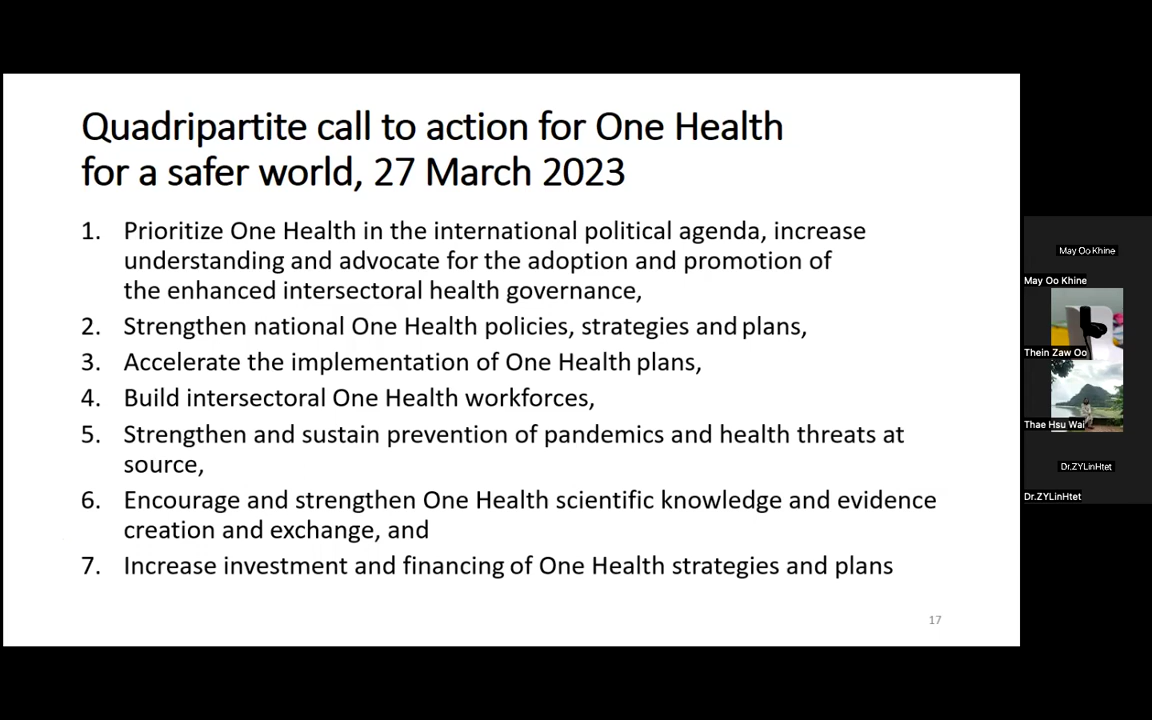 Quadripartite call to action for One Health
for a safer world, 27 March 2023
1. Prioritize One Health in the international political agenda, increase
understanding and advocate for the adoption and promotion of
the enhanced intersectoral health governance,
2. Strengthen national One Health policies, strategies and plans,
3. Accelerate the implementation of One Health plans,
4. Build intersectoral One Health workforces,
5. Strengthen and sustain prevention of pandemics and health threats at
source,
6. Encourage and strengthen One Health scientific knowledge and evidence
creation and exchange, and
7. Increase investment and financing of One Health strategies and plans
17
May Oo Khine
May Oo Khine
Thein Zaw Oo
Thae Hsu Wai
Dr.ZYLinHtet
Dr.ZYLinHtet